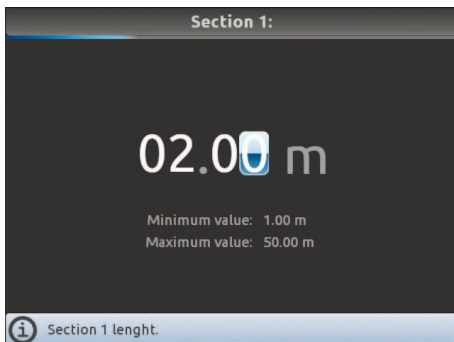 Section 1:
02.00 m
Minimum value: 1.00 m
Maximum value: 50.00 m
Section 1 lenght.